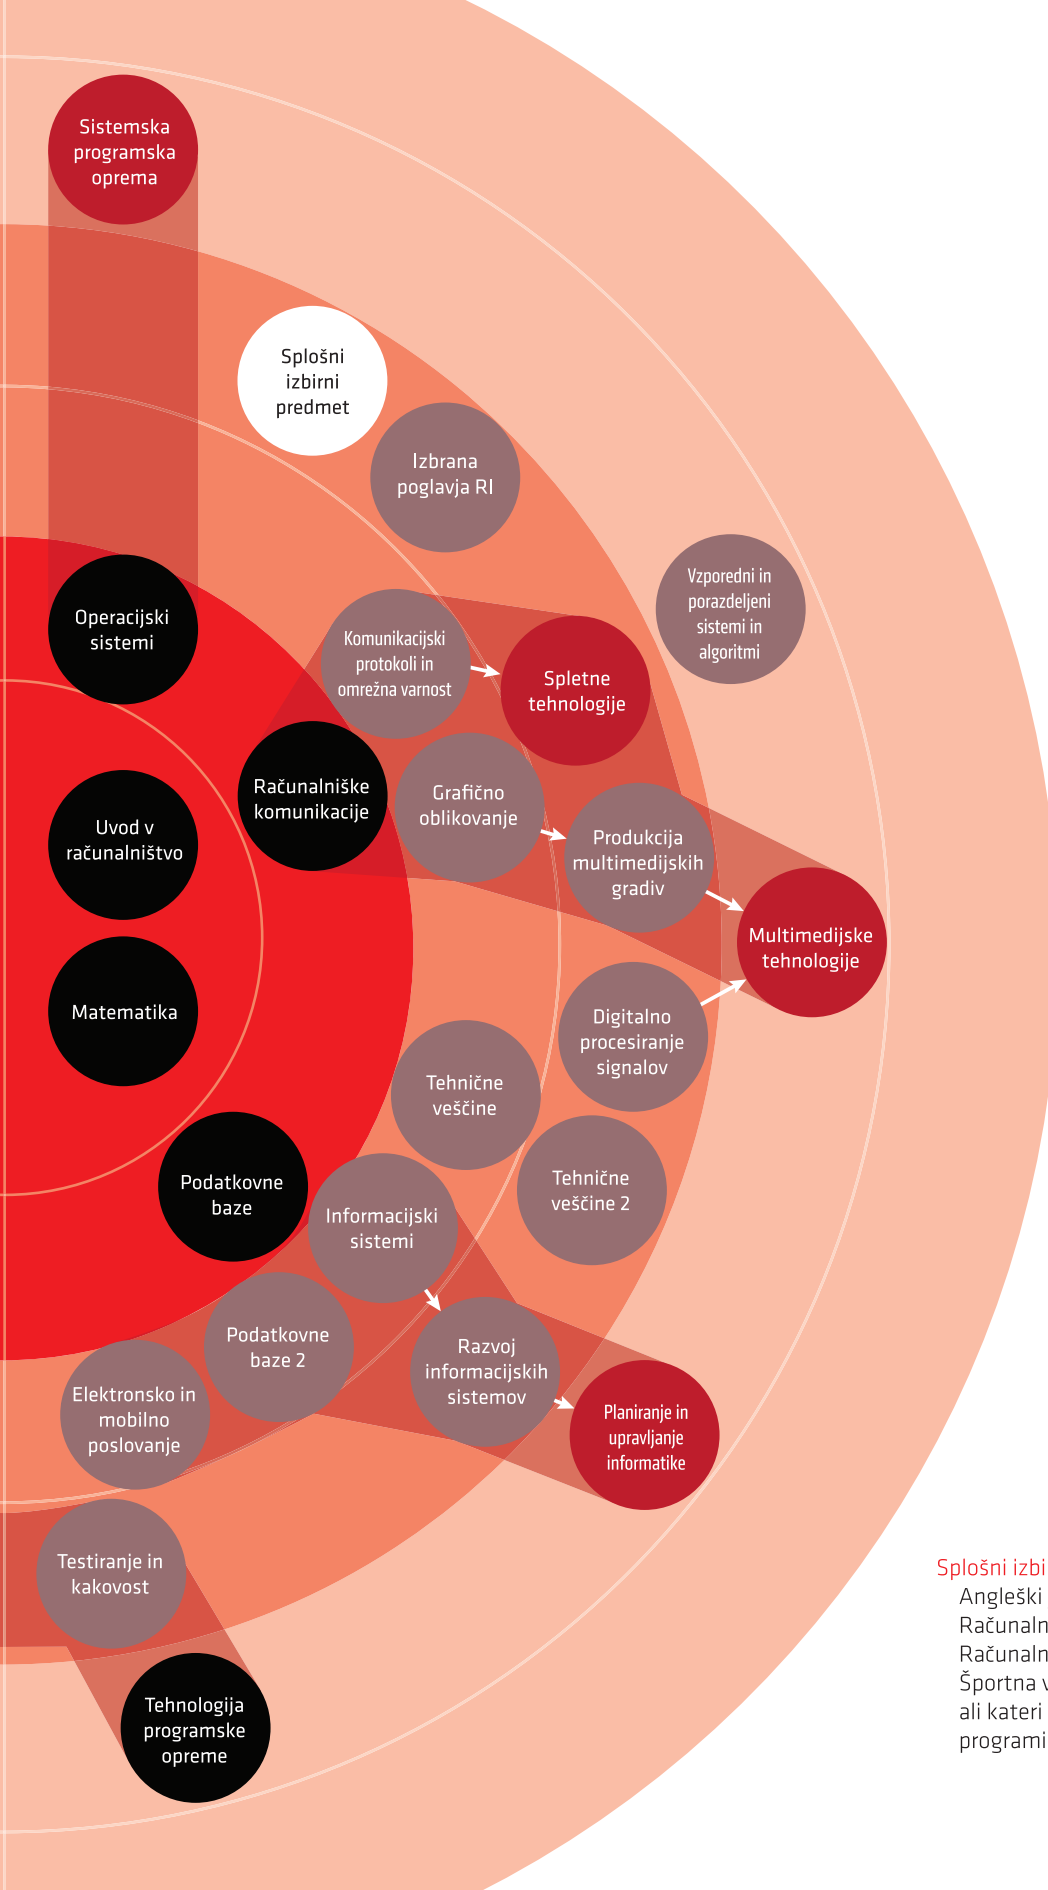 Sistemska
programska
oprema
Splošni
izbirni
predmet
Izbrana
poglavja RI
Vzporedni in
porazdeljeni
sistemi in
algoritmi
Operacijski
sistemi
Komunikacijski
protokoli in
omrežna varnost
Spletne
tehnologije
Računalniške
komunikacije
Grafično
oblikovanje
Uvod v
računalništvo
Produkcija
multimedijskih
gradiv
Multimedijske
tehnologije
Matematika
Digitalno
procesiranje
signalov
Tehnične
veščine
Tehnične
veščine 2
Podatkovne
baze
Informacijski
sistemi
Podatkovne
baze 2
Razvoj
informacijskih
sistemov
Elektronsko in
mobilno
poslovanje
Planiranje in
upravljanje
informatike
Testiranje in
kakovost
Tehnologija
programske
opreme
Splošni izbi
Angleški
Računaln
Računaln
Športna v
ali kateri
programi